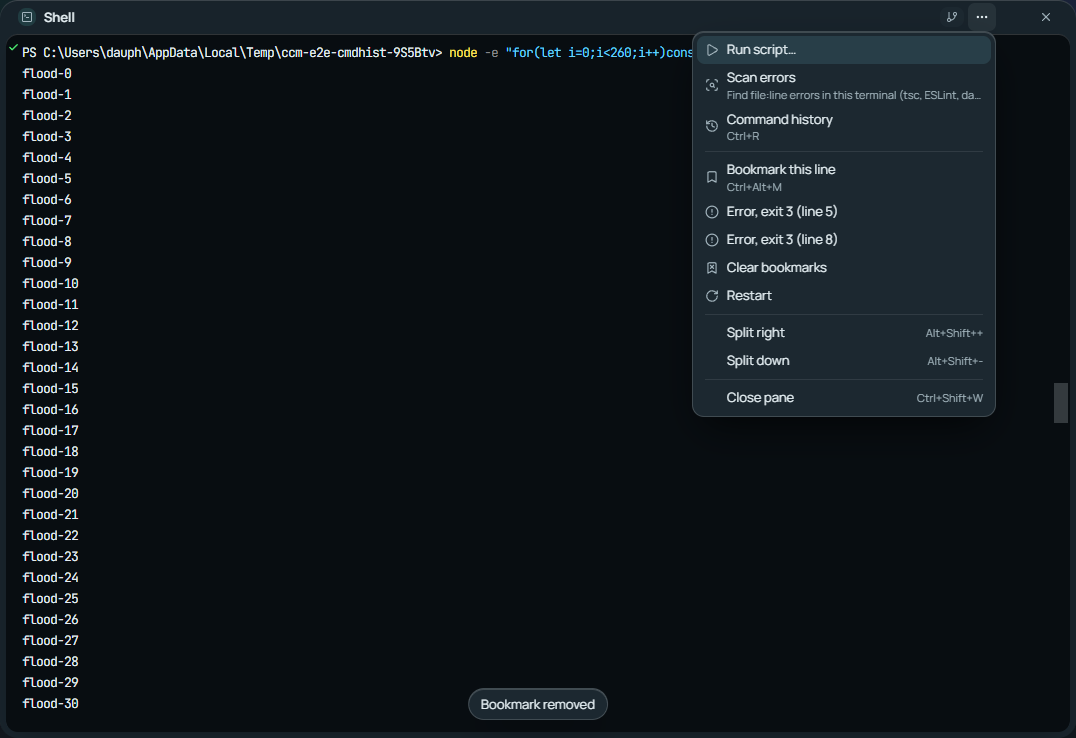 Shell
PS C:\Users\dauph\AppData\Local\Temp\ccm-e2e-cmdhist-9S5Btv> node -e "for(let i=0;i<260;i++)cons
flood-0
flood-1
flood-2
flood-3
flood-4
flood-5
flood-6
flood-7
flood-8
flood-9
flood-10
flood-11
flood-12
flood-13
flood-14
flood-15
flood-16
flood-17
flood-18
flood-19
flood-20
flood-21
flood-22
flood-23
flood-24
flood-25
flood-26
flood-27
flood-28
flood-29
flood-30
Run script...
Scan errors
Find file:line errors in this terminal (tsc, ESLint, da...
Command history
Ctrl+R
Bookmark this line
Ctrl+Alt+M
Error, exit 3 (line 5)
Error, exit 3 (line 8)
Clear bookmarks
Restart
Split right Alt+Shift++
Split down Alt+Shift+-
Close pane Ctrl+Shift+W
Bookmark removed